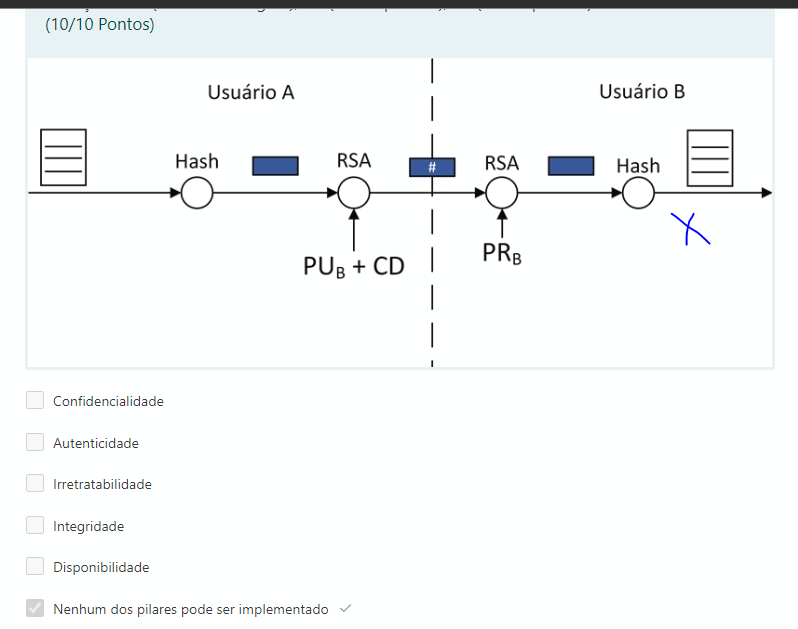 (10/10 Pontos)
Usuário A
Usuário B
Hash
RSA
#
RSA
Hash
PUB + CD
PRB
X
Confidencialidade
Autenticidade
Irretratabilidade
Integridade
Disponibilidade
Nenhum dos pilares pode ser implementado